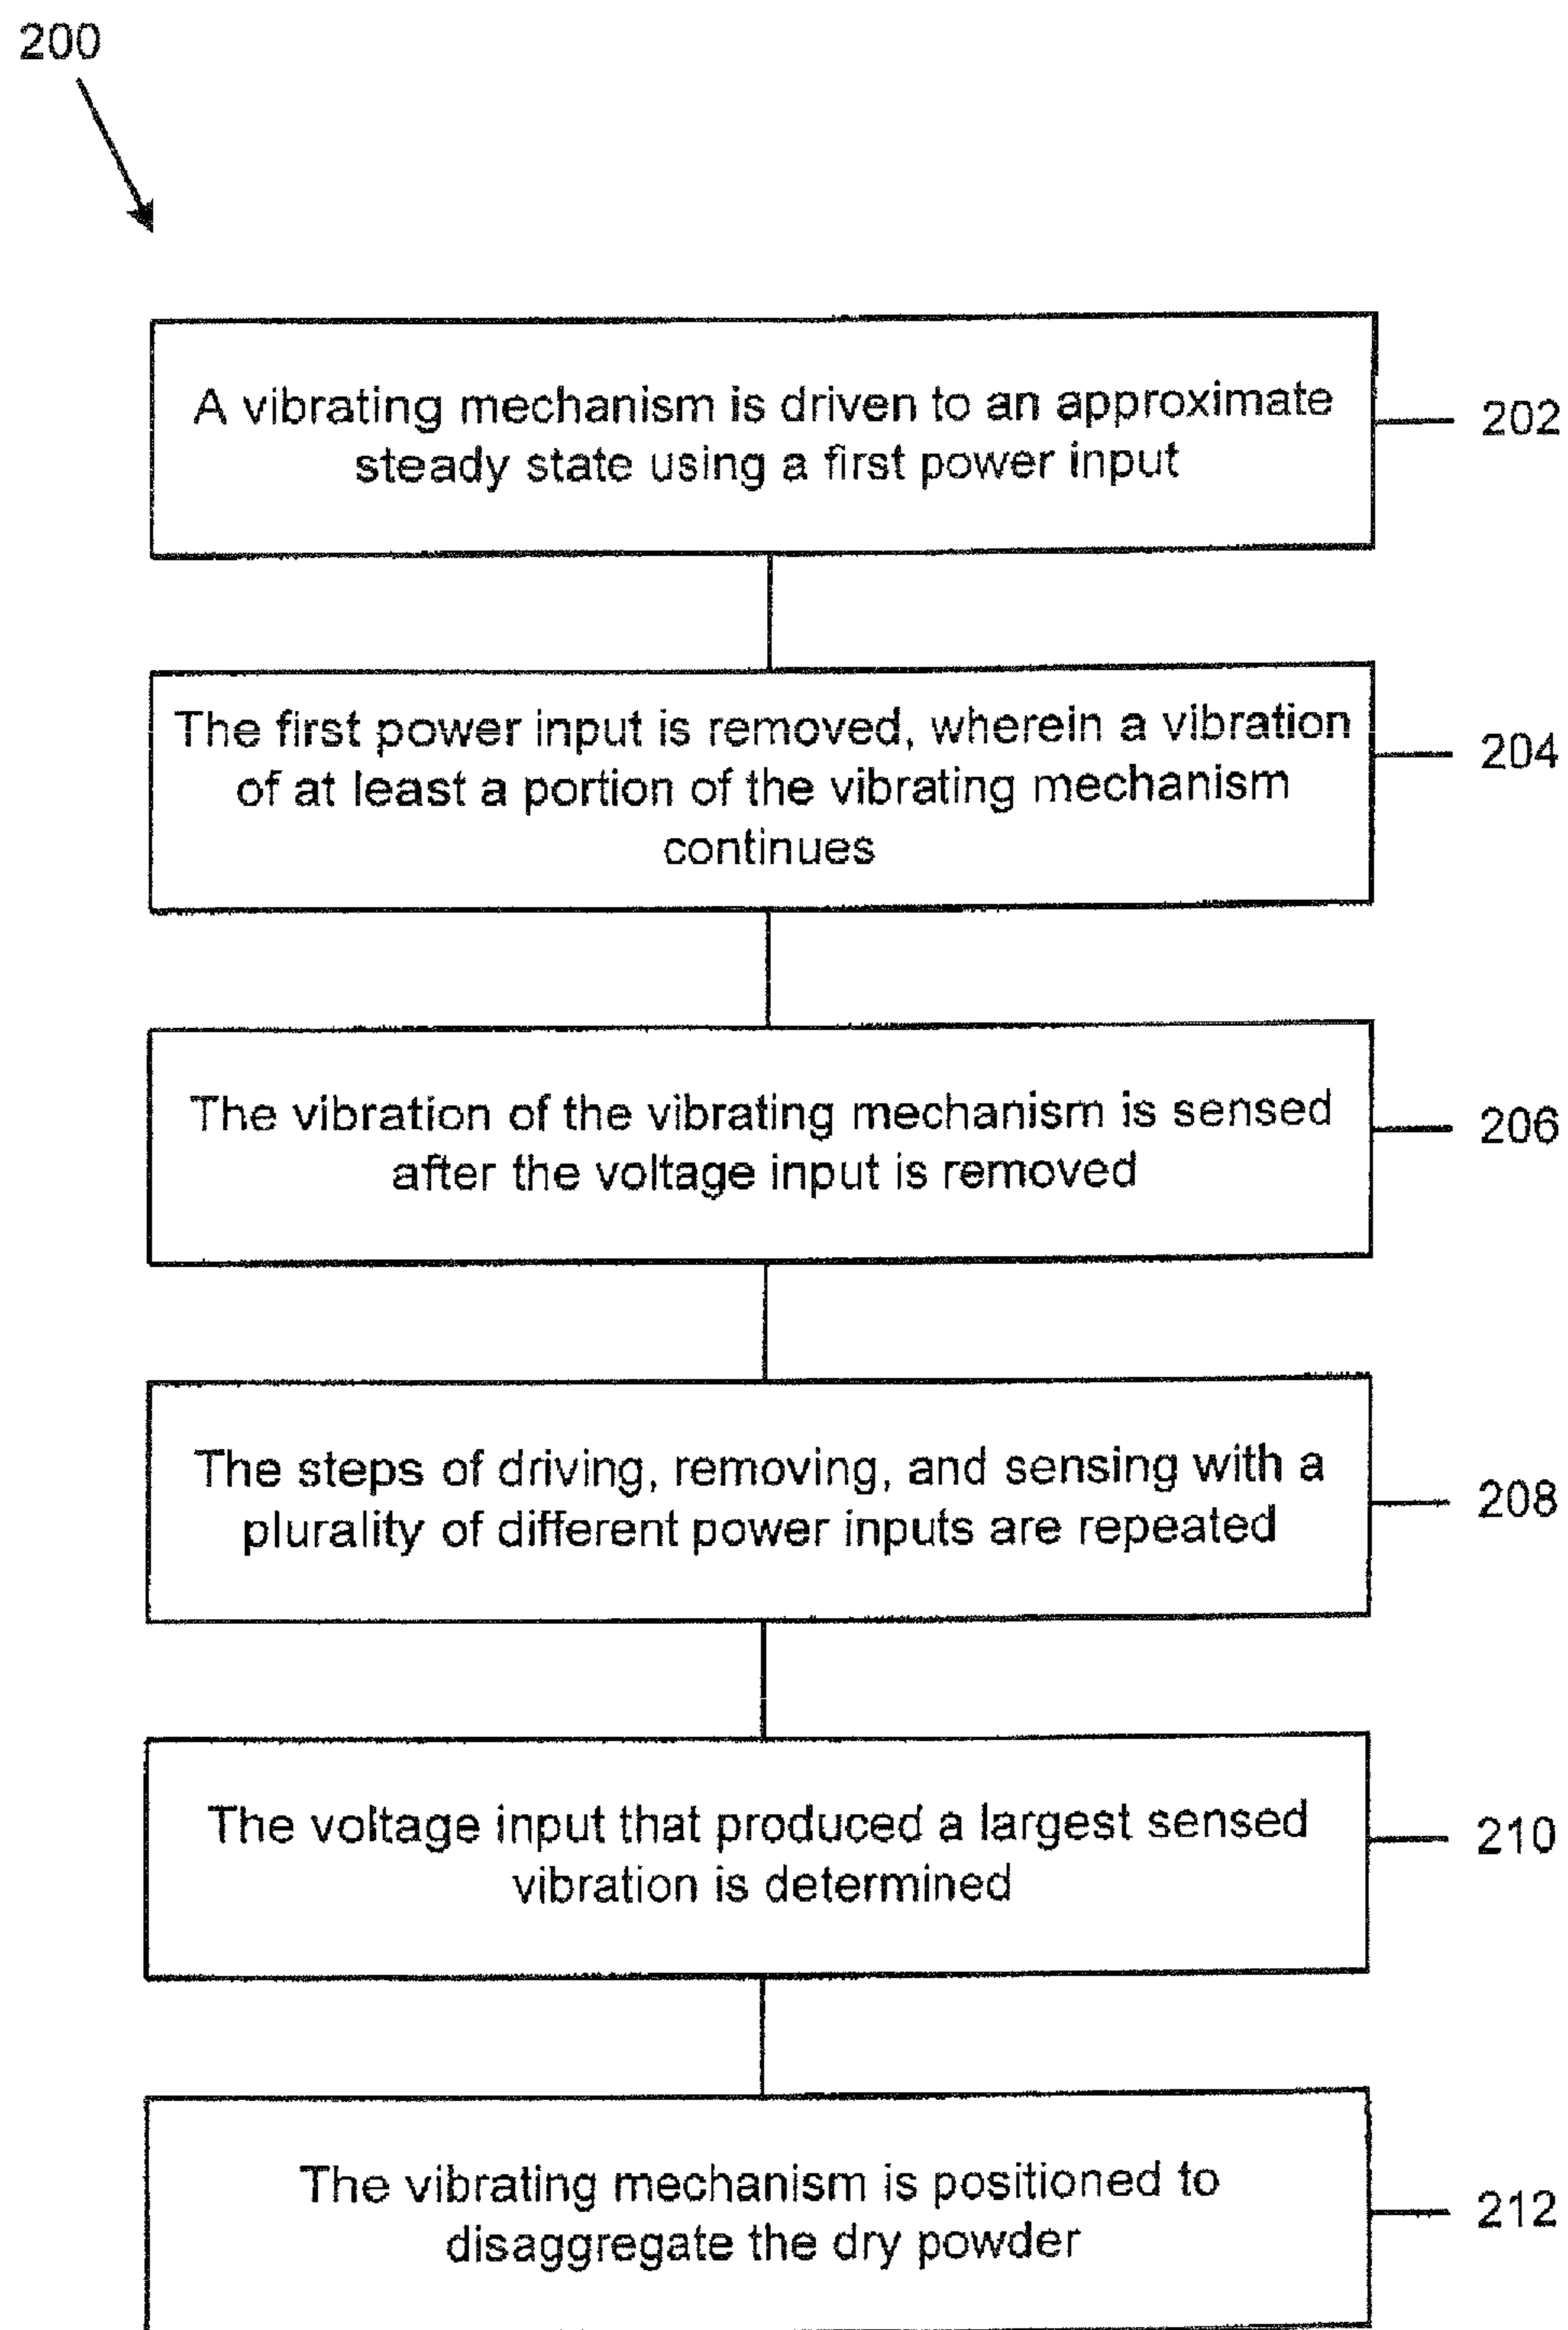 200
A vibrating mechanism is driven to an approximate
steady state using a first power input
202
The first power input is removed, wherein a vibration
of at least a portion of the vibrating mechanism
continues
204
The vibration of the vibrating mechanism is sensed
after the voltage input is removed
206
The steps of driving, removing, and sensing with a
plurality of different power inputs are repeated
208
The voltage input that produced a largest sensed
vibration is determined
210
The vibrating mechanism is positioned to
disaggregate the dry powder
212